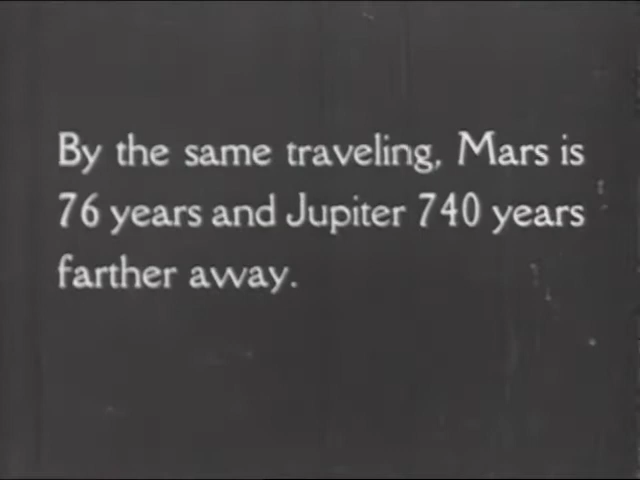 By the same traveling, Mars is
76 years and Jupiter 740 years
farther away.